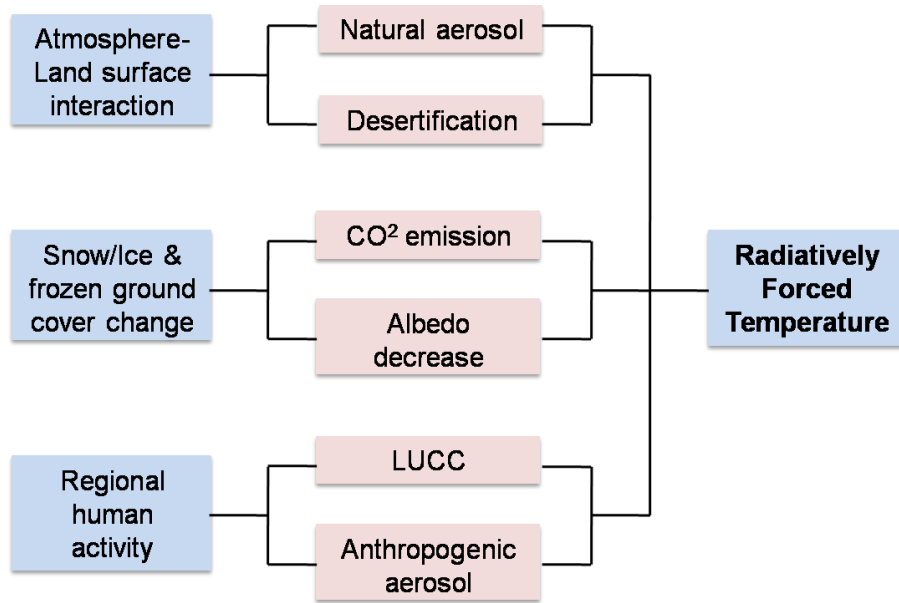 Atmosphere-
Land surface
interaction
Natural aerosol
Desertification
Snow/Ice &
frozen ground
cover change
CO² emission
Albedo
decrease
Radiatively
Forced
Temperature
Regional
human
activity
LUCC
Anthropogenic
aerosol